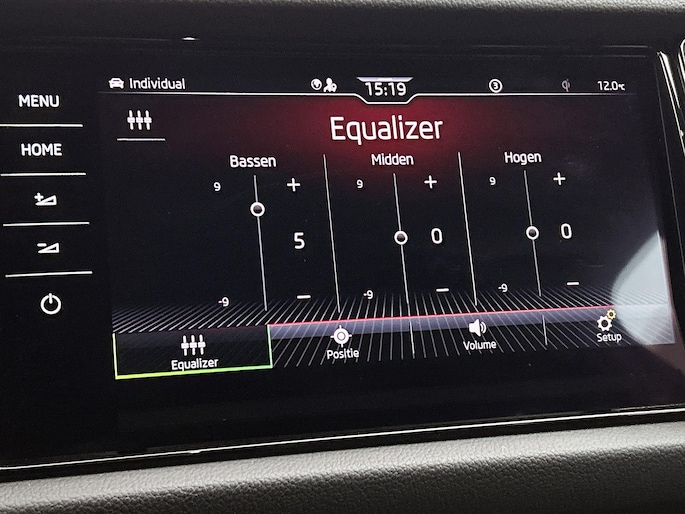 MENU
HOME
Individual
15:19
3
12.0°C
Equalizer
Bassen
Midden
Hogen
9 +
9 +
9 +
5
0
0
-9 −
-9 −
-9 −
Equalizer
Positie
Volume
Setup